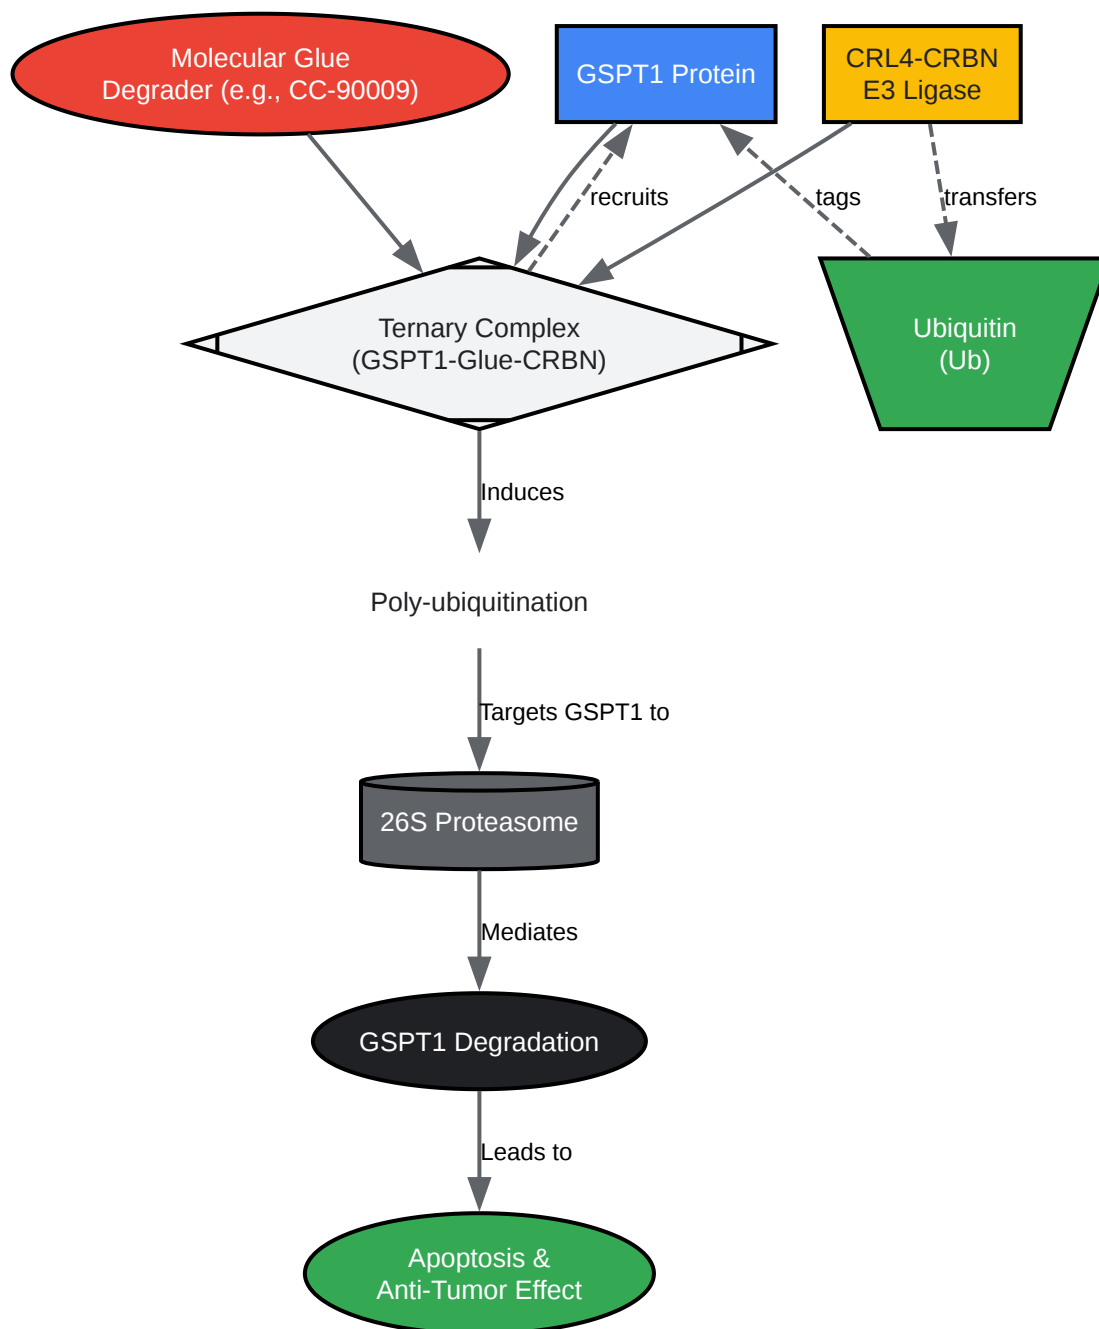 Molecular Glue
Degrader (e.g., CC-90009)
GSPT1 Protein
CRL4-CRBN
E3 Ligase
recruits
tags
transfers
Ternary Complex
(GSPT1-Glue-CRBN)
Ubiquitin
(Ub)
Induces
Poly-ubiquitination
Targets GSPT1 to
26S Proteasome
Mediates
GSPT1 Degradation
Leads to
Apoptosis &
Anti-Tumor Effect